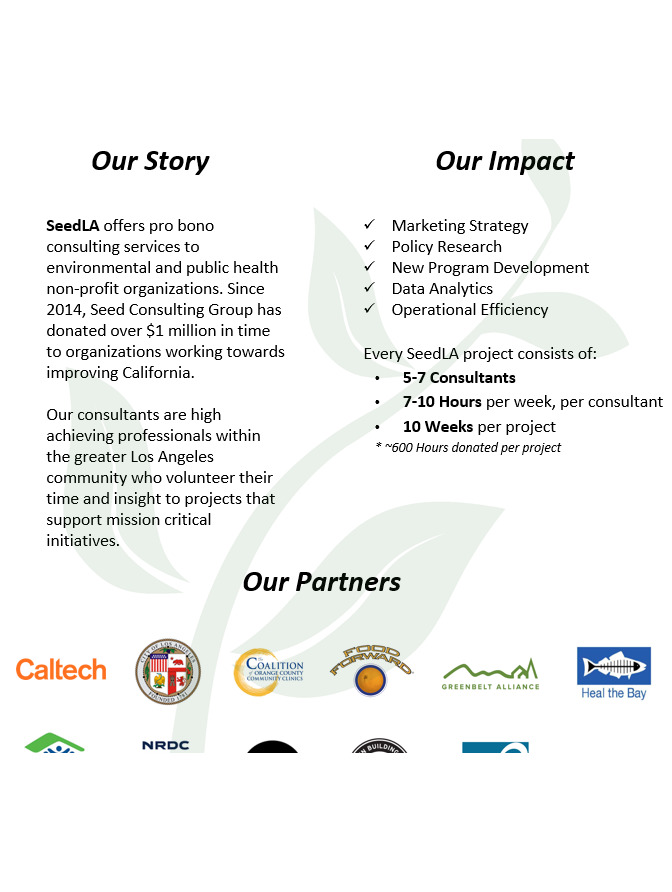 Our Story
SeedLA offers pro bono
consulting services to
environmental and public health
non-profit organizations. Since
2014, Seed Consulting Group has
donated over $1 million in time
to organizations working towards
improving California.
Our consultants are high
achieving professionals within
the greater Los Angeles
community who volunteer their
time and insight to projects that
support mission critical
initiatives.
Our Impact
✓ Marketing Strategy
✓ Policy Research
✓ New Program Development
✓ Data Analytics
✓ Operational Efficiency
Every SeedLA project consists of:
• 5-7 Consultants
• 7-10 Hours per week, per consultant
• 10 Weeks per project
* ~600 Hours donated per project
Our Partners
Caltech
CITY OF LOS ANGELES
FOUNDED 1781
The
COALITION
of ORANGE COUNTY
COMMUNITY CLINICS
FOOD
FORWARD
GREENBELT ALLIANCE
Heal the Bay
NRDC
BUILDING